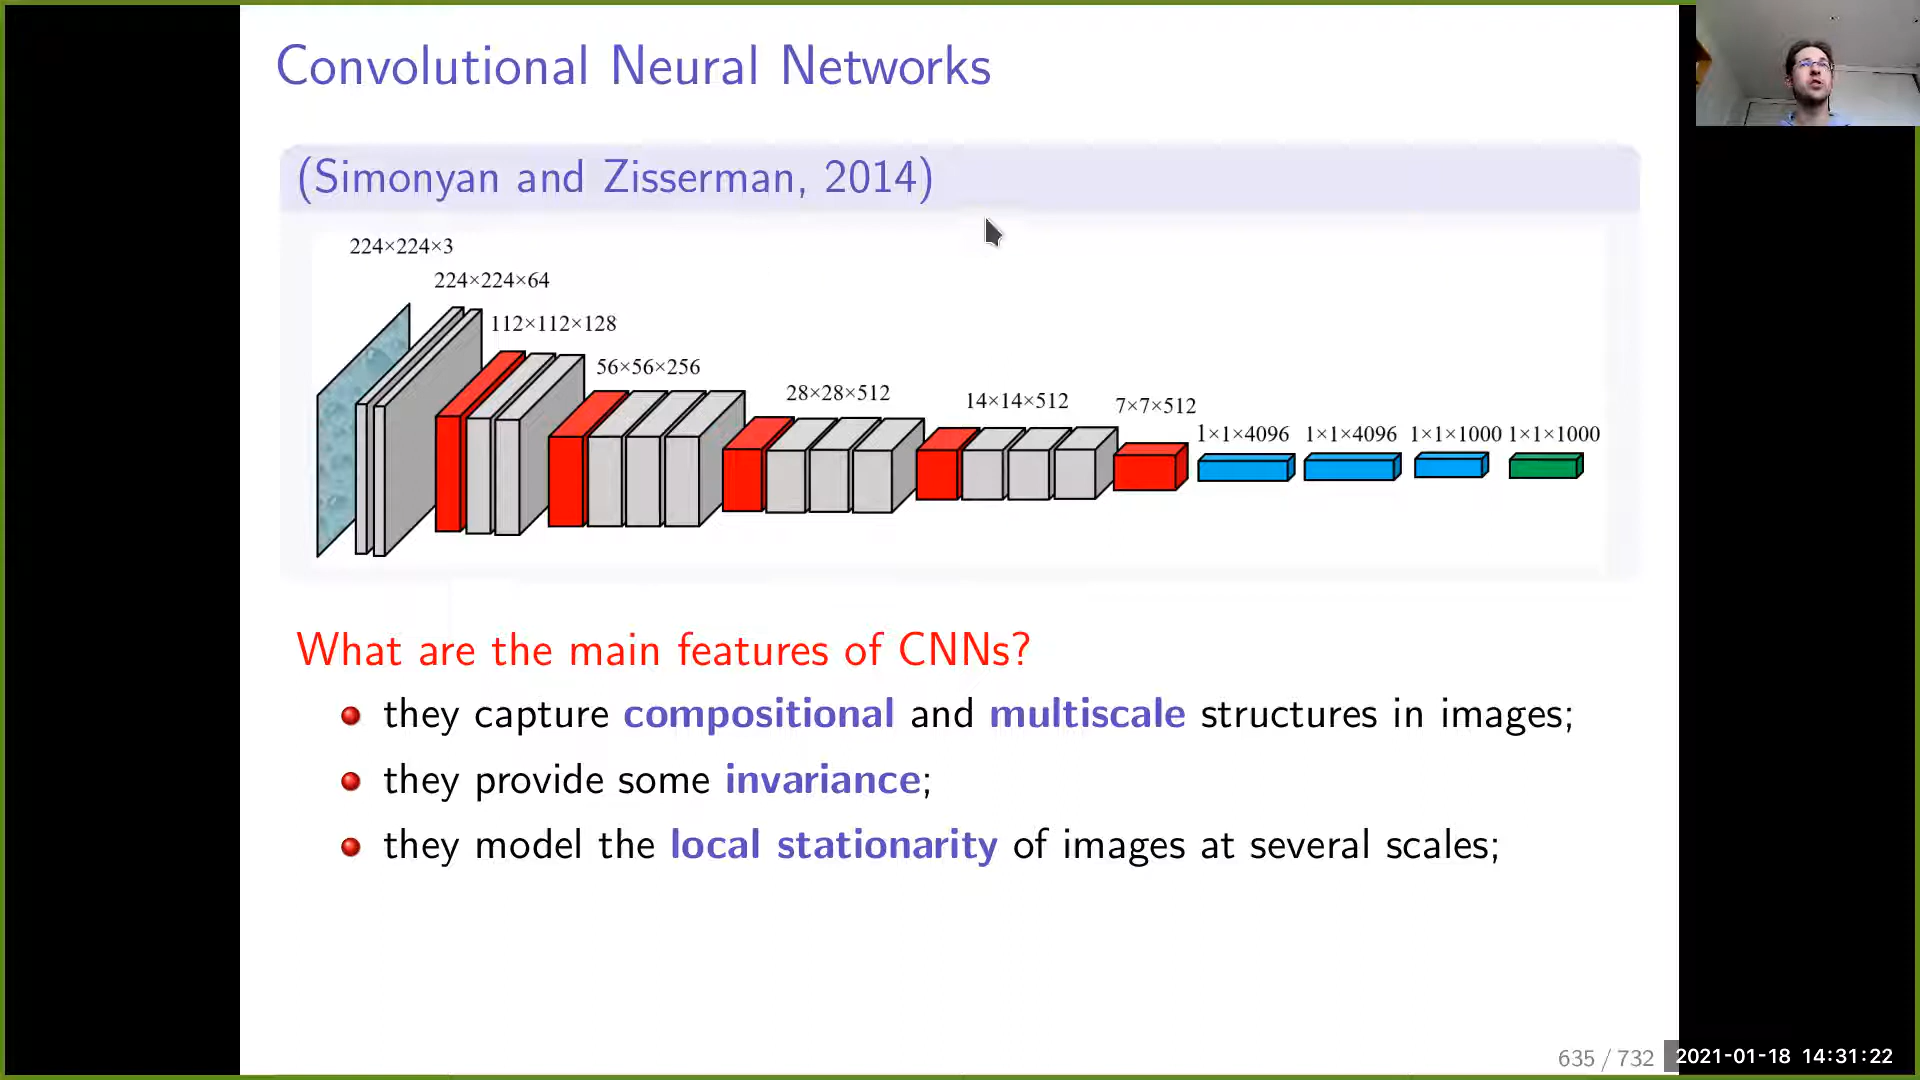 Convolutional Neural Networks
(Simonyan and Zisserman, 2014)
224×224×3
224×224×64
112×112×128
56×56×256
28×28×512
14×14×512
7×7×512
1×1×4096 1×1×4096 1×1×1000 1×1×1000
What are the main features of CNNs?
they capture compositional and multiscale structures in images;
they provide some invariance;
they model the local stationarity of images at several scales;
635 / 732
2021-01-18 14:31:22